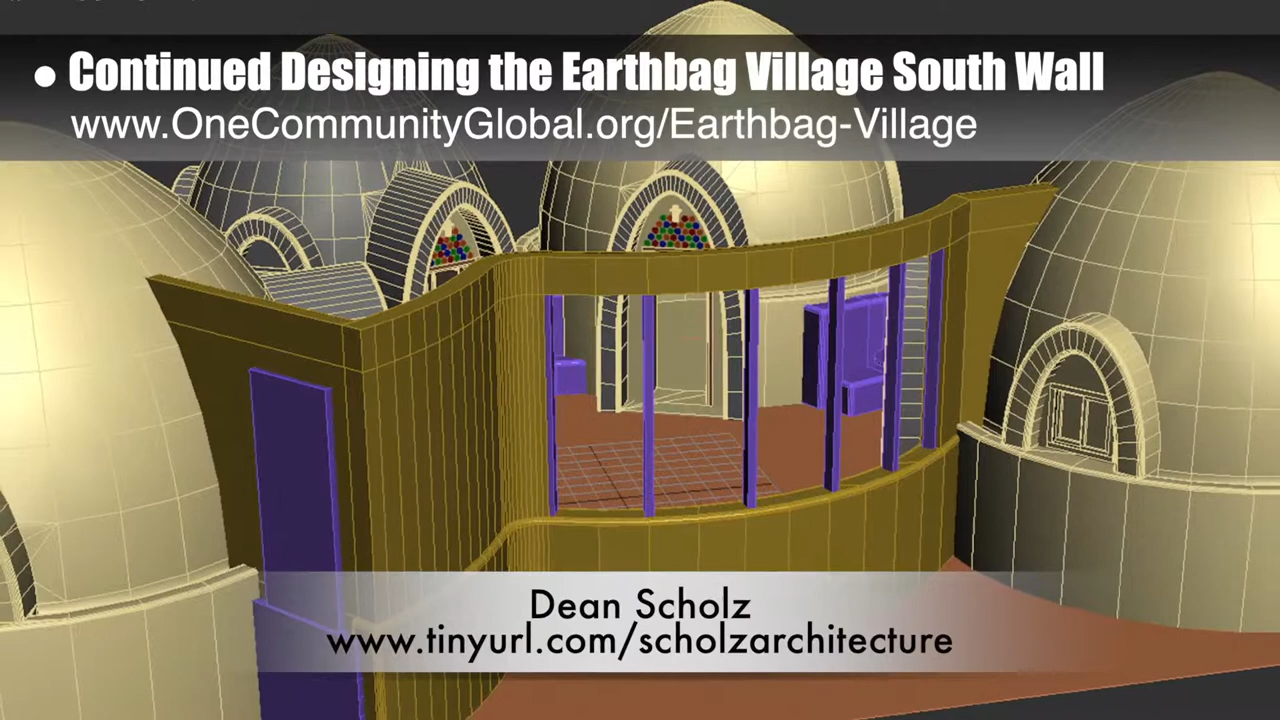 • Continued Designing the Earthbag Village South Wall
www.OneCommunityGlobal.org/Earthbag-Village
Dean Scholz
www.tinyurl.com/scholzarchitecture